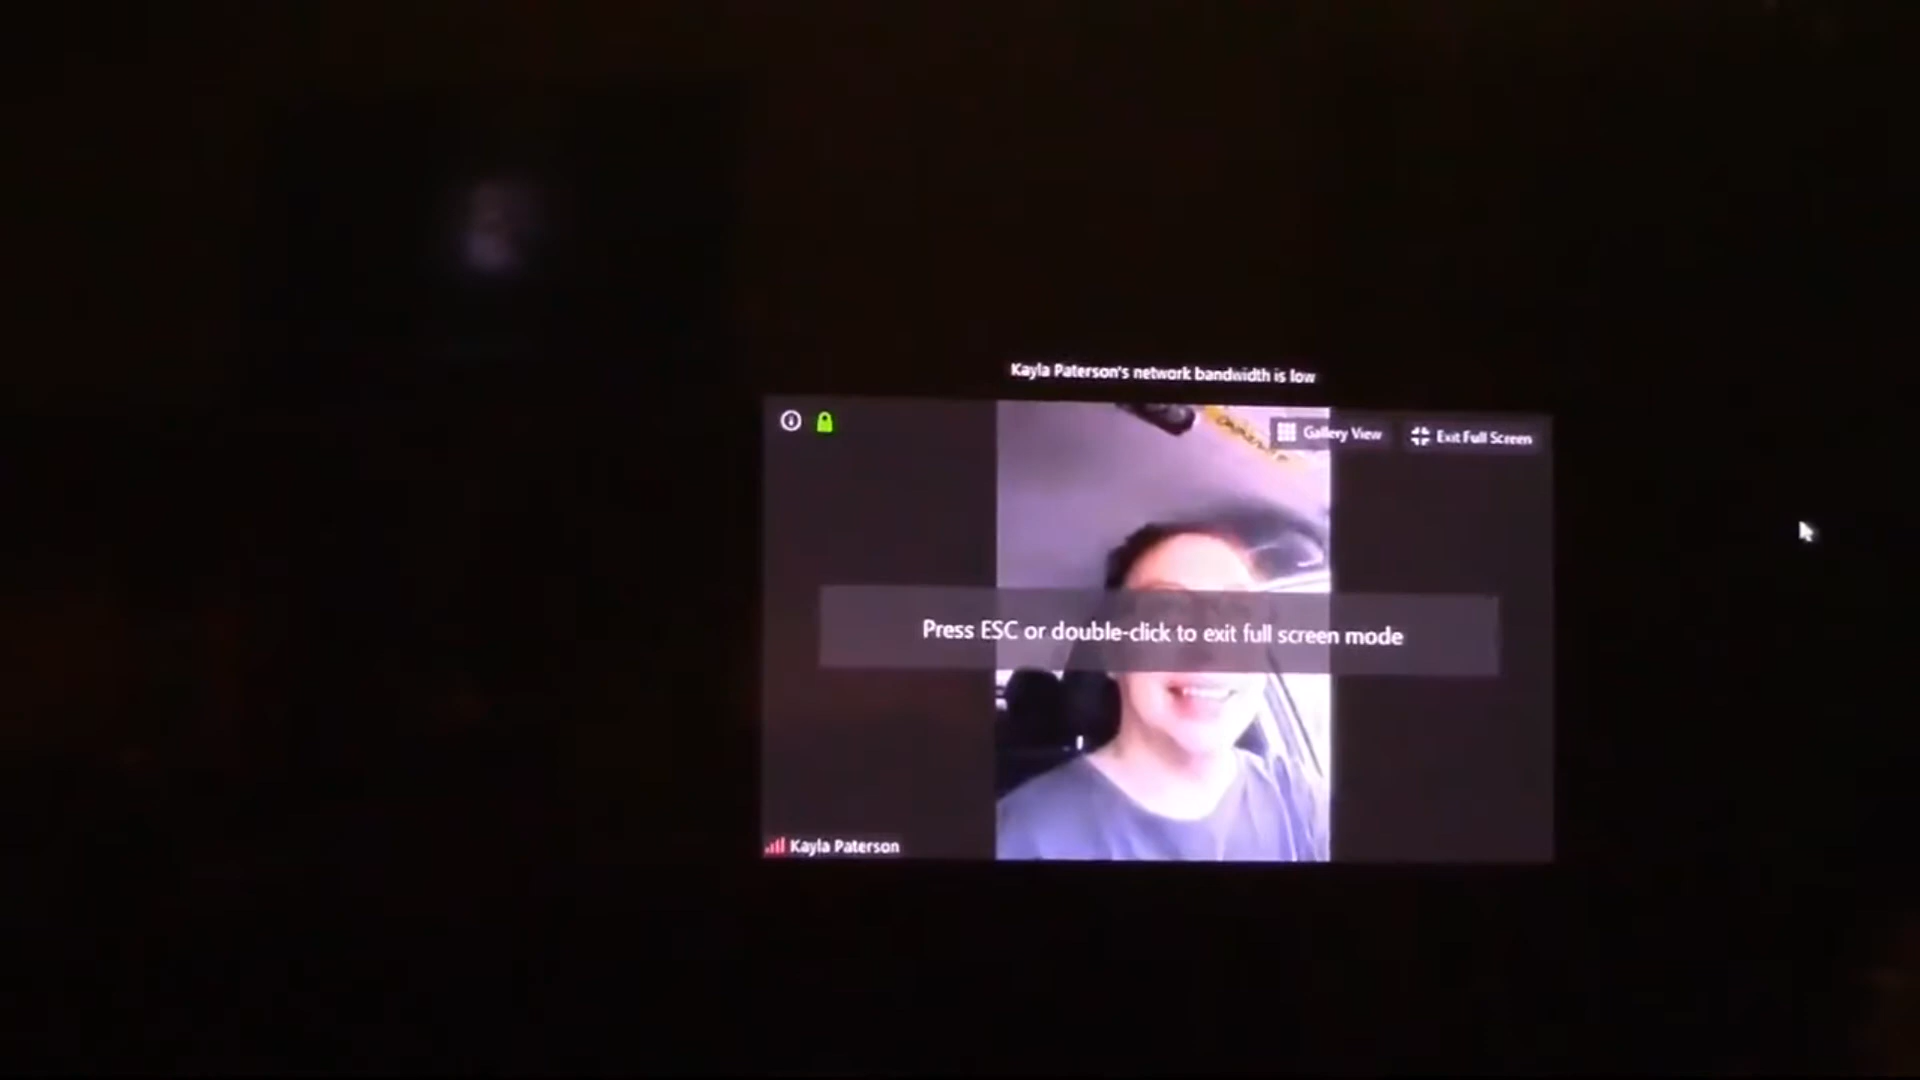 Kayla Paterson's network bandwidth is low
Gallery View
Exit Full Screen
Press ESC or double-click to exit full screen mode
Kayla Paterson